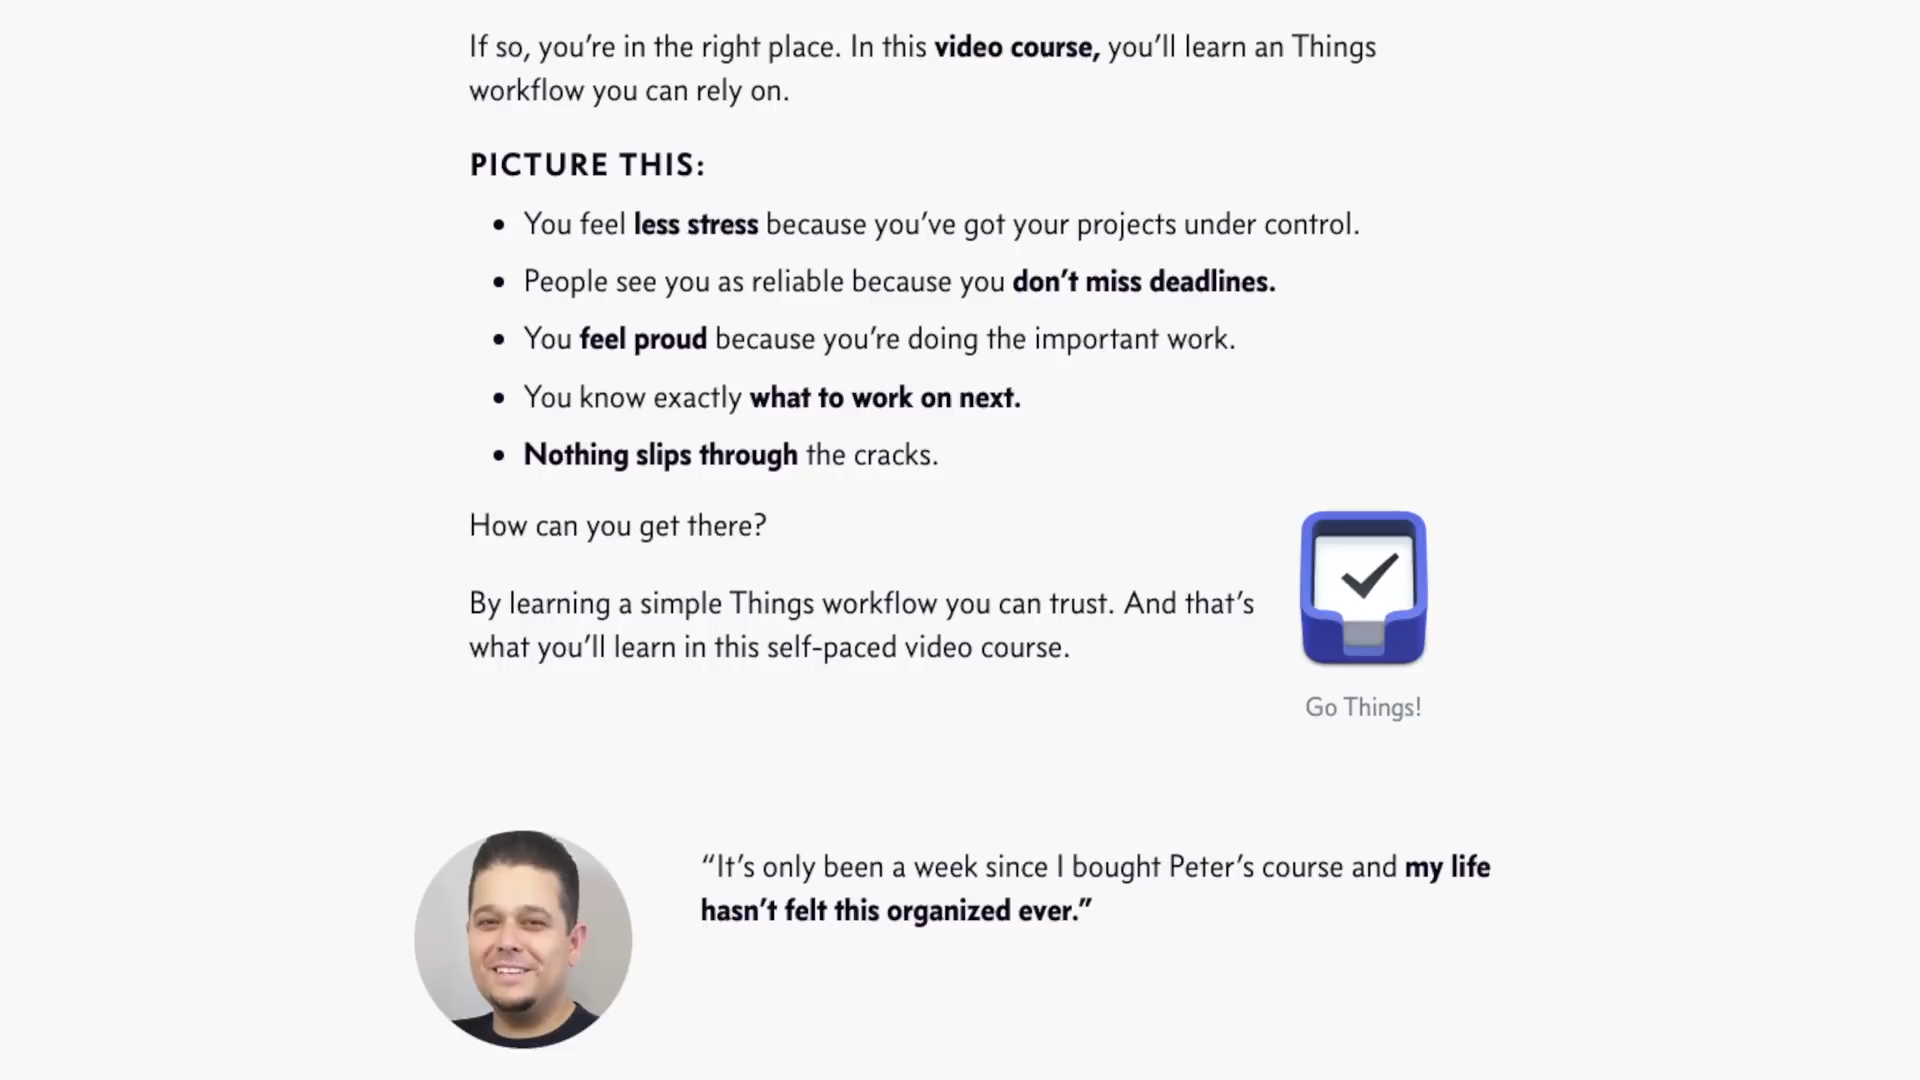 If so, you’re in the right place. In this video course, you’ll learn an Things
workflow you can rely on.
PICTURE THIS:
• You feel less stress because you’ve got your projects under control.
• People see you as reliable because you don’t miss deadlines.
• You feel proud because you’re doing the important work.
• You know exactly what to work on next.
• Nothing slips through the cracks.
How can you get there?
By learning a simple Things workflow you can trust. And that’s
what you’ll learn in this self-paced video course.
Go Things!
“It’s only been a week since I bought Peter’s course and my life
hasn’t felt this organized ever.”